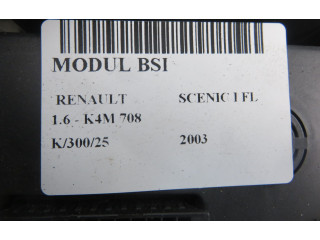 MODUL BSI
RENAULT SCENIC I FL
1.6 - K4M 708
K/300/25 2003